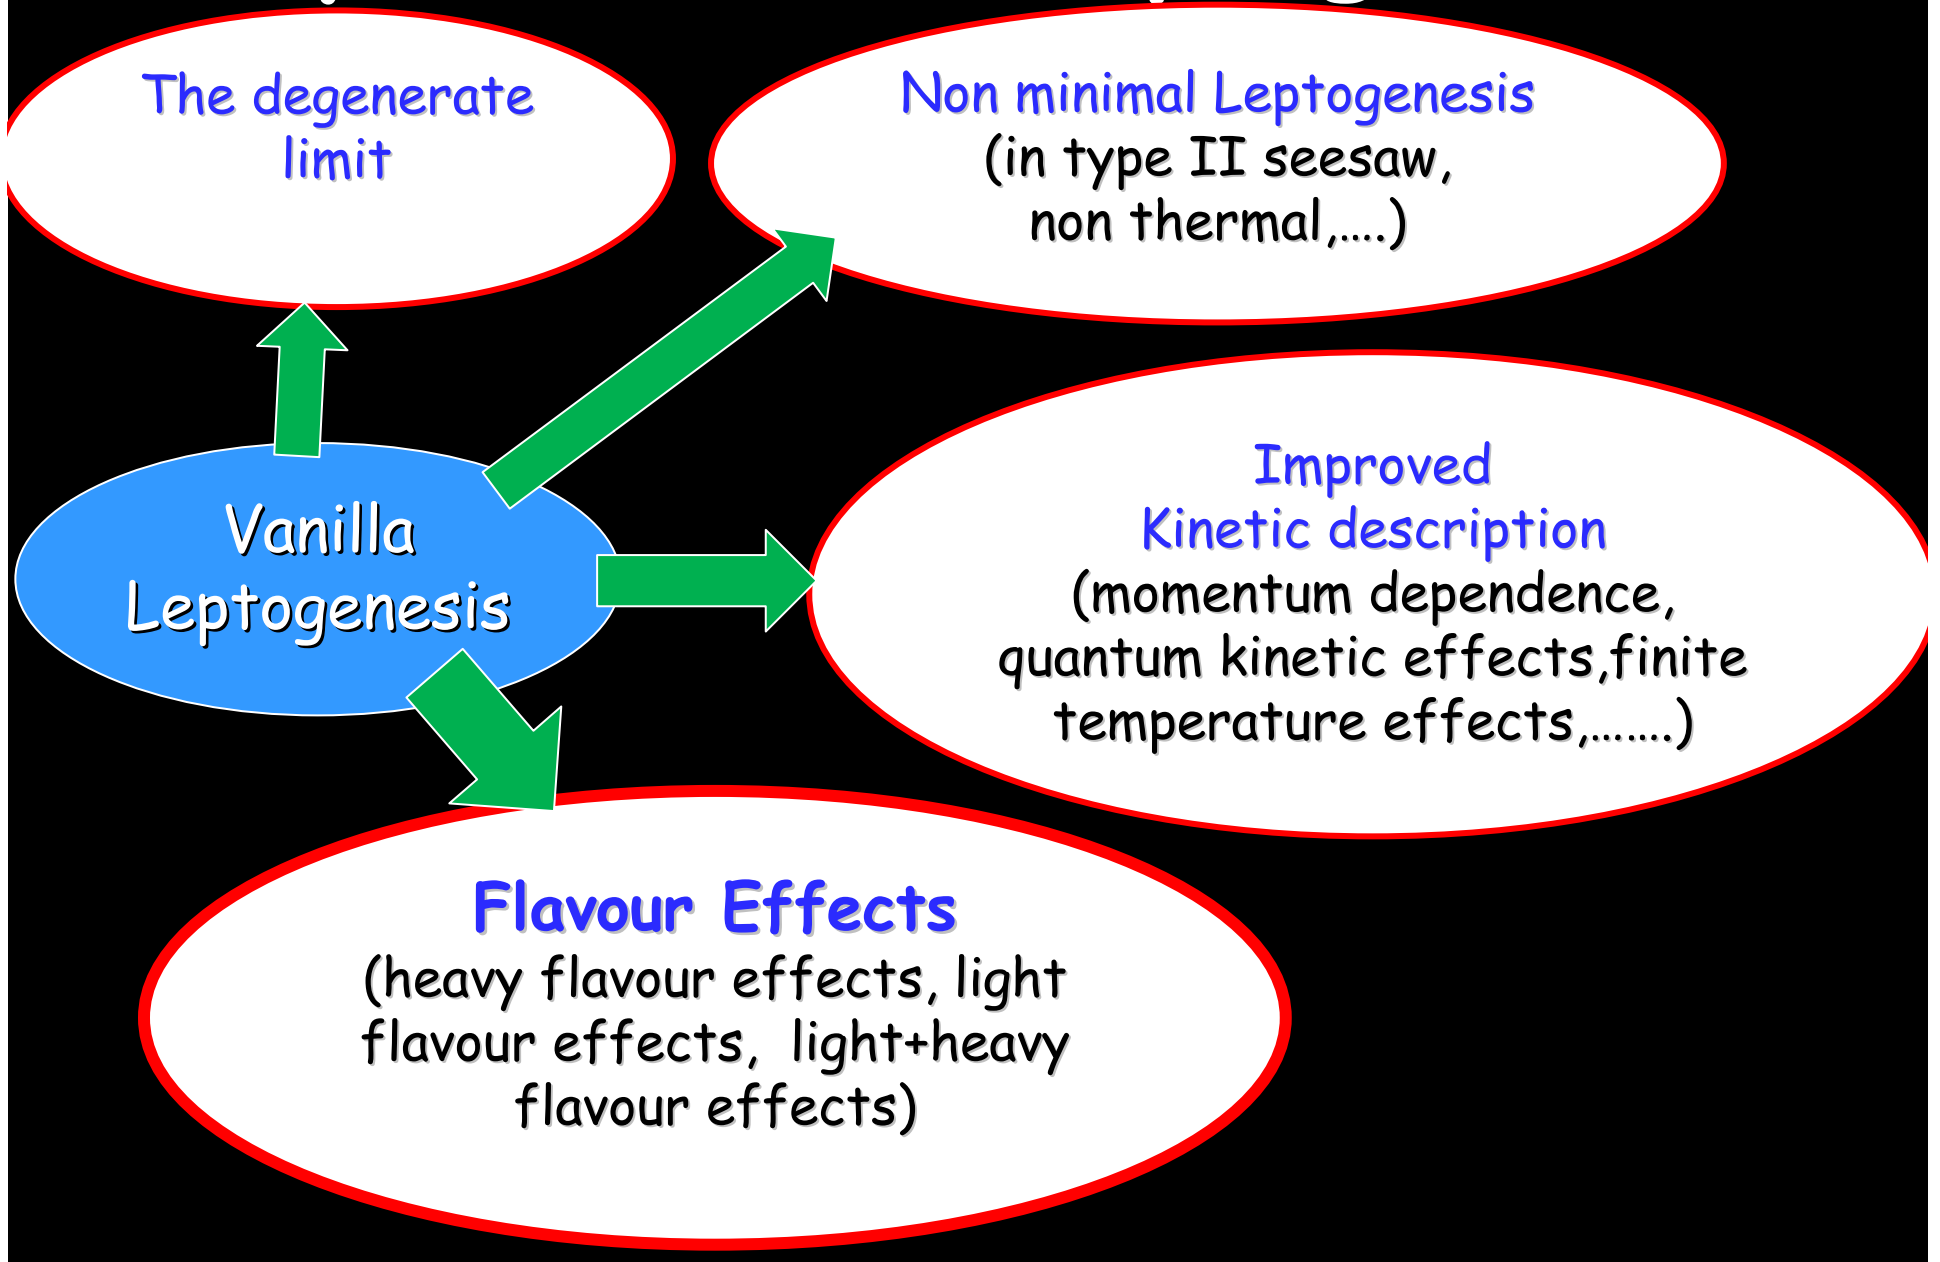 The degenerate
limit
Non minimal Leptogenesis
(in type II seesaw,
non thermal,….)
Vanilla
Leptogenesis
Improved
Kinetic description
(momentum dependence,
quantum kinetic effects,finite
temperature effects,…….)
Flavour Effects
(heavy flavour effects, light
flavour effects,  light+heavy
flavour effects)